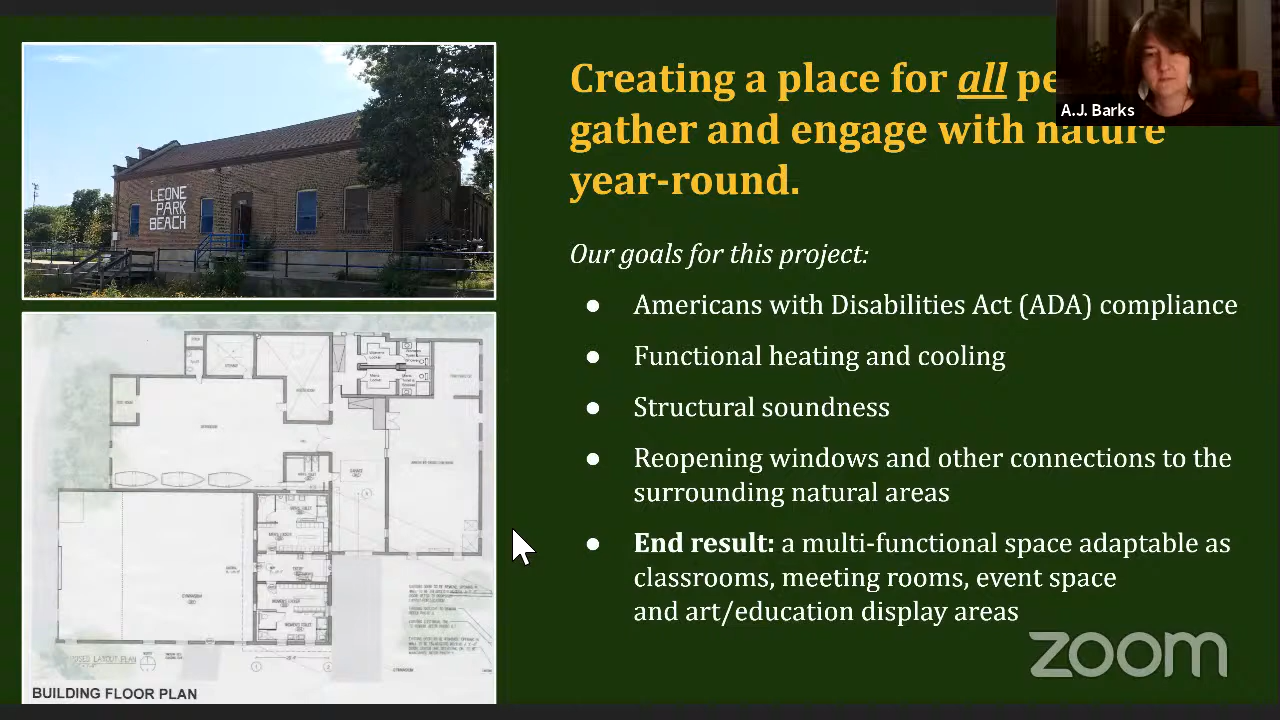 Creating a place for all pe
gather and engage with nature
year-round.
A.J. Barks
Our goals for this project:
● Americans with Disabilities Act (ADA) compliance
● Functional heating and cooling
● Structural soundness
● Reopening windows and other connections to the
surrounding natural areas
● End result: a multi-functional space adaptable as
classrooms, meeting rooms, event space
and art/education display areas
LEONE
PARK
BEACH
BUILDING FLOOR PLAN
zoom